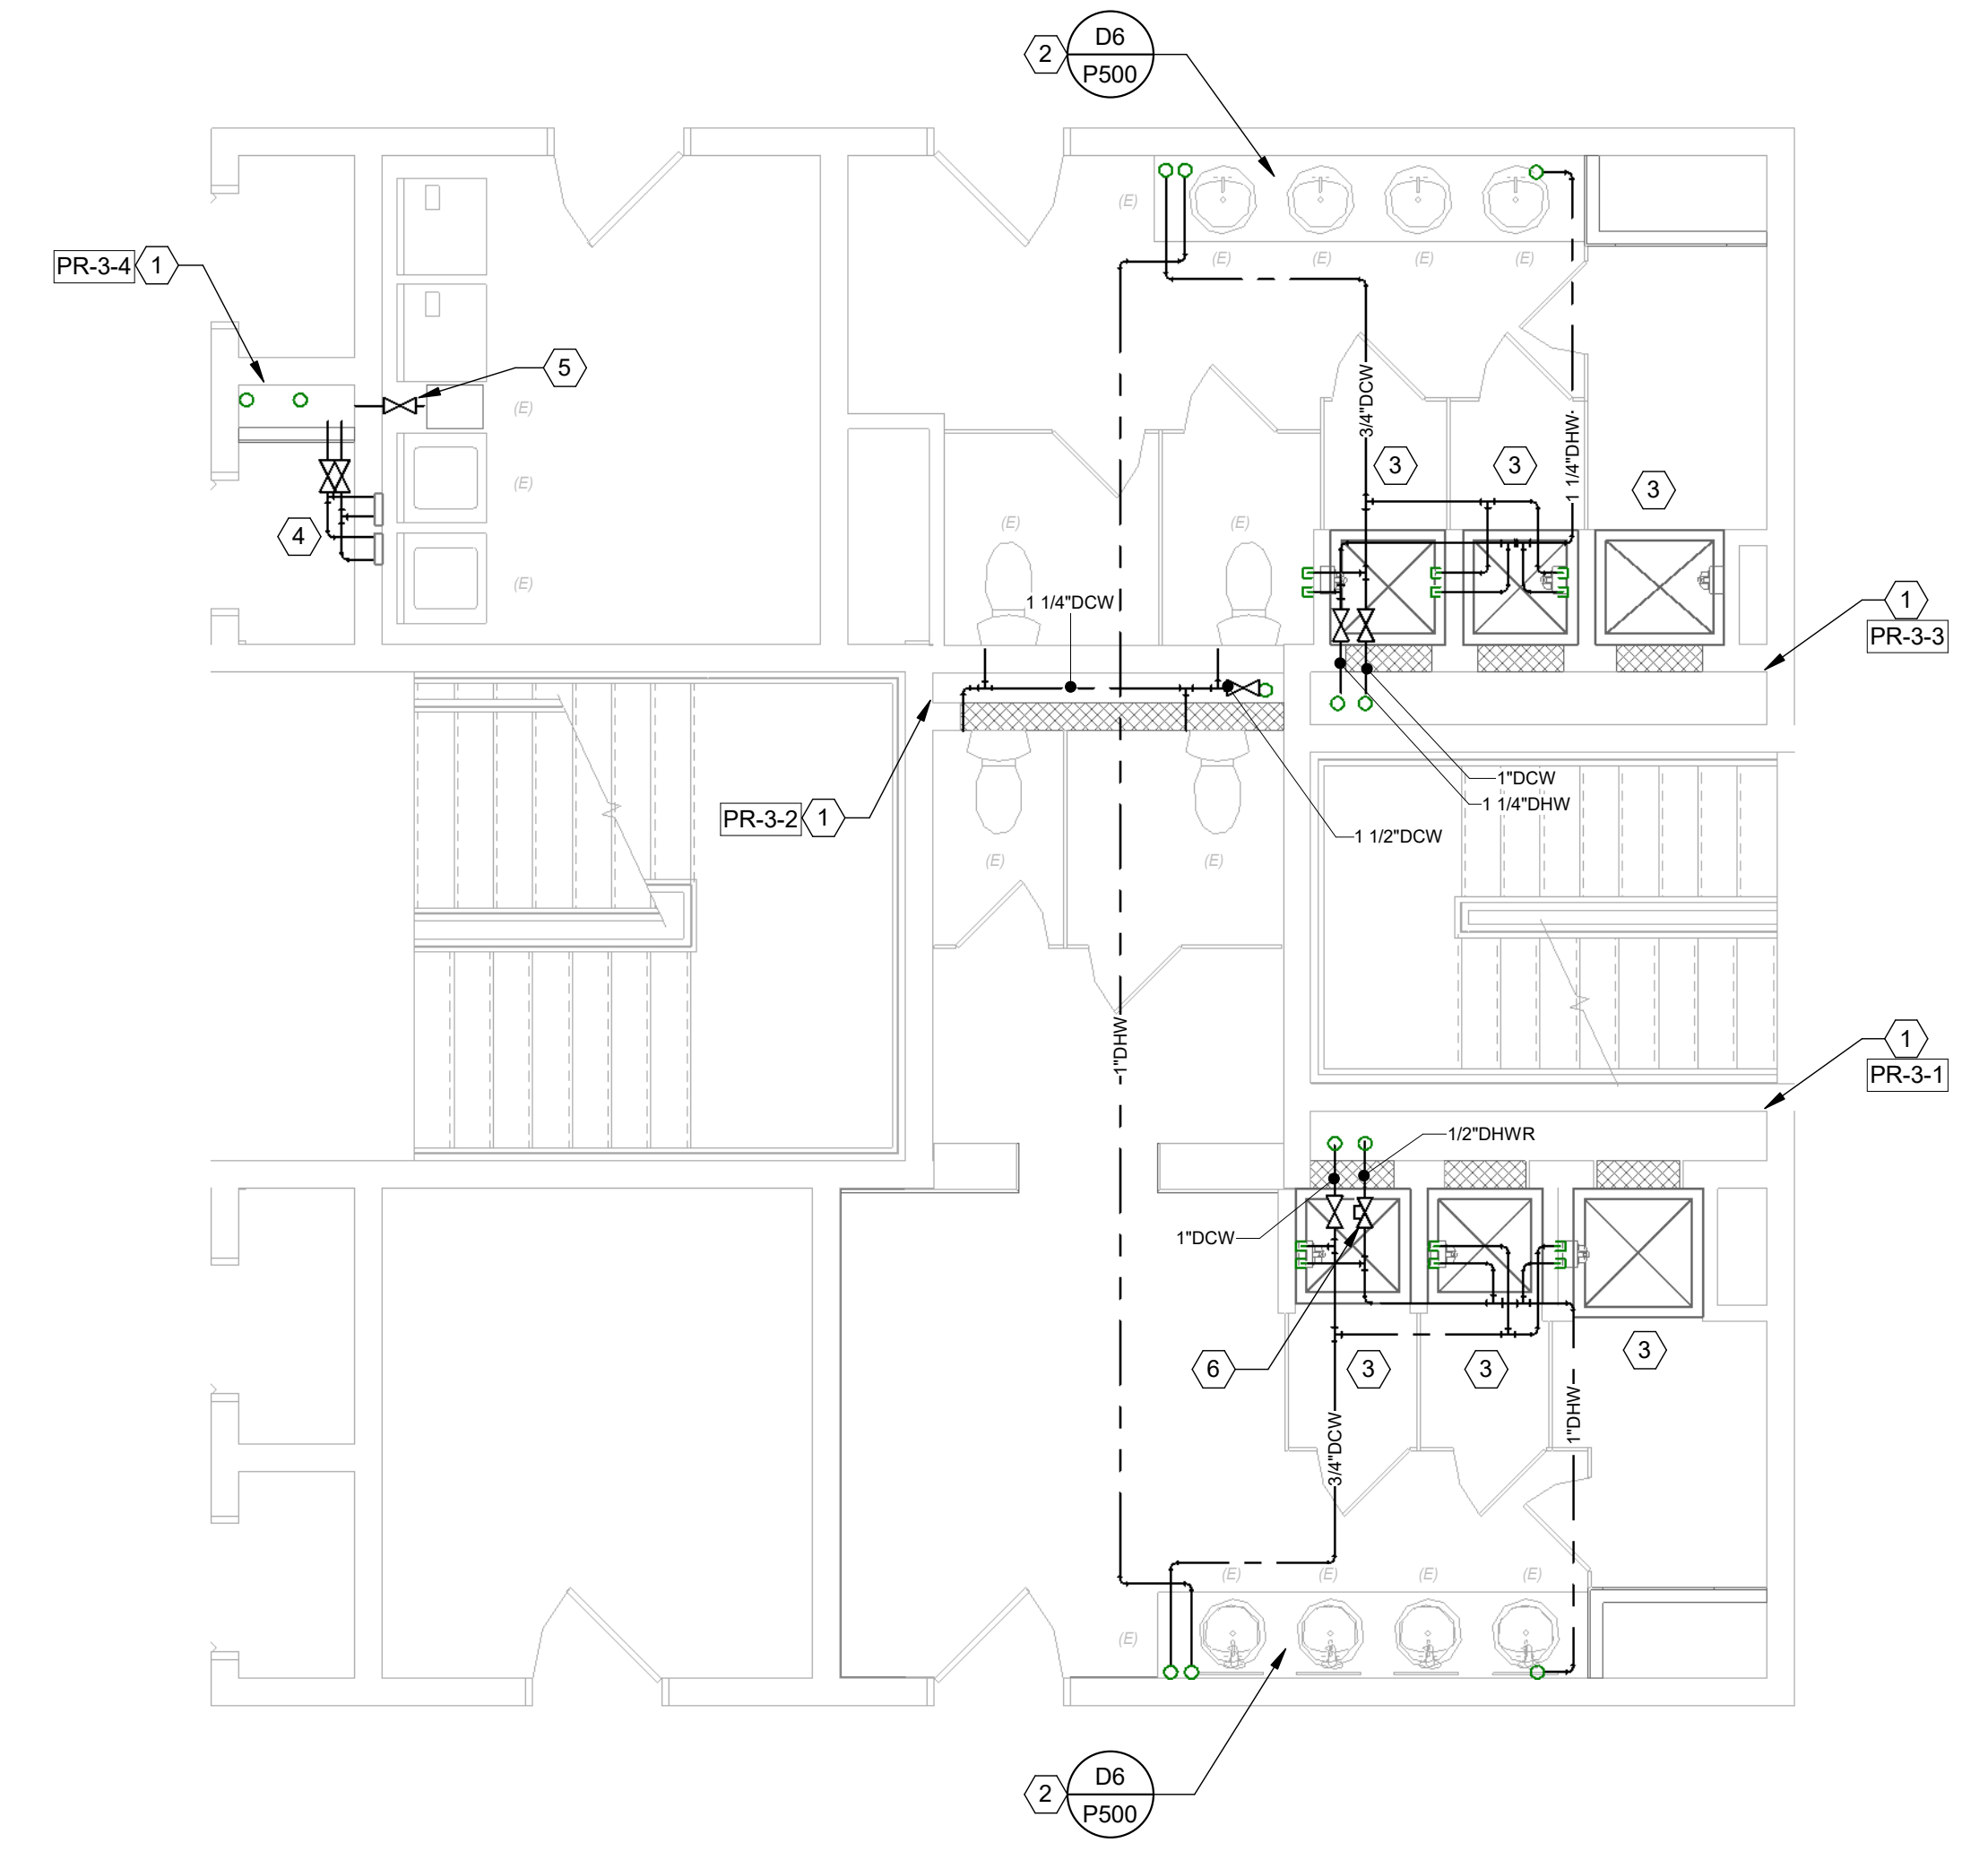 2
D6
P500
(E)
(E)
(E)
(E)
(E)
PR-3-4
1
5
(E)
(E)
(E)
4
3/4"DCW
1 1/4"DHW
3
3
3
(E)
(E)
1 1/4"DCW
1
PR-3-3
1"DCW
1 1/4"DHW
1 1/2"DCW
PR-3-2
1
(E)
(E)
1"DHW
1
PR-3-1
1/2"DHWR
1"DCW
6
3
3
3
3/4"DCW
1"DHW
(E)
(E)
(E)
(E)
(E)
2
D6
P500